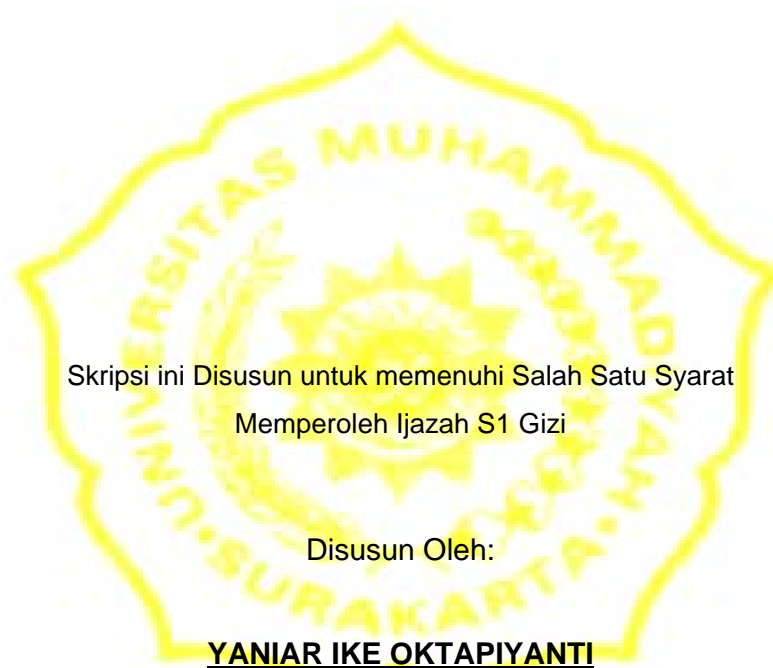 UNIVERSITAS MUHAMMADIYAH
SURAKARTA
Skripsi ini Disusun untuk memenuhi Salah Satu Syarat
Memperoleh Ijazah S1 Gizi
Disusun Oleh:
YANIAR IKE OKTAPIYANTI